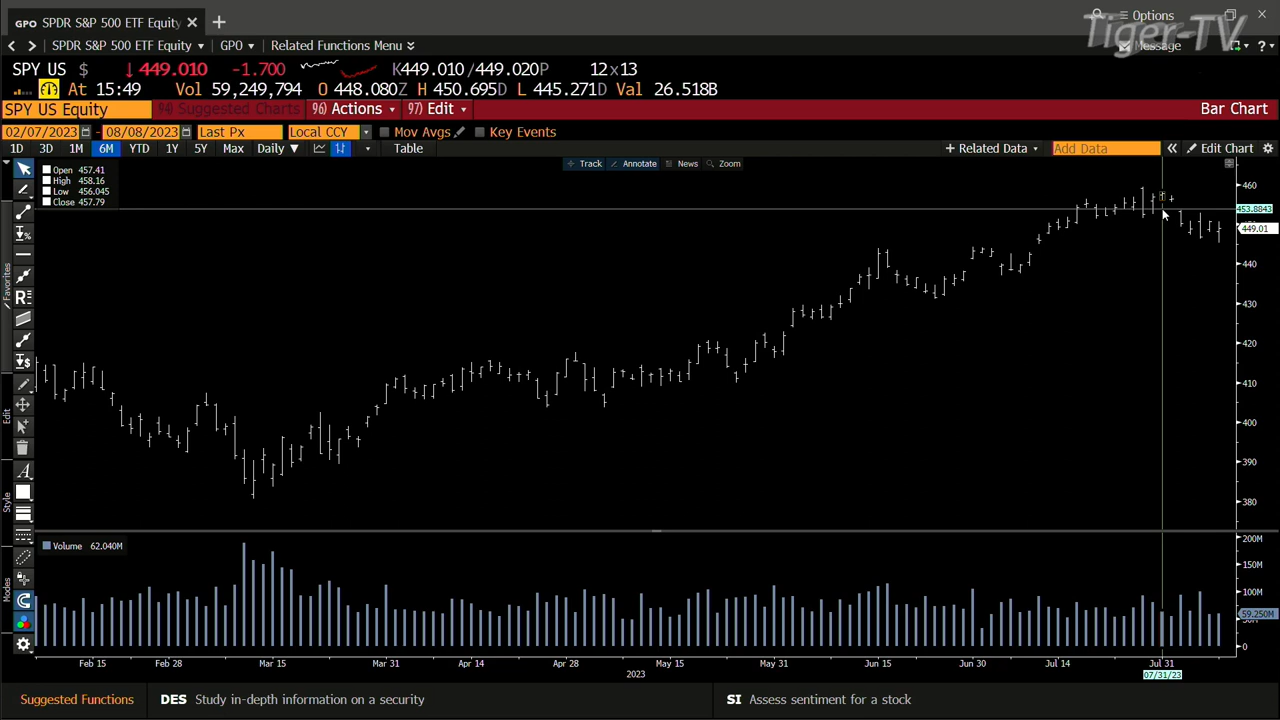 GPO SPDR S&P 500 ETF Equity
Tiger-TV
Options
SPDR S&P 500 ETF Equity GPO Related Functions Menu
Message
SPY US $ ↓449.010 -1.700 K449.010/449.020P 12x13
At 15:49 Vol 59,249,794 O 448.080Z H 450.695D L 445.271D Val 26.518B
SPY US Equity 94) Suggested Charts 96) Actions 97) Edit Bar Chart
02/07/2023 - 08/08/2023 Last Px Local CCY Mov Avgs Key Events
1D 3D 1M 6M YTD 1Y 5Y Max Daily ▼ Table + Related Data Add Data « Edit Chart
Track Annotate News Zoom
Open 457.41
High 458.16
Low 456.045
Close 457.79
460
453.8843
449.01
440
430
420
410
400
390
380
Favorites
Edit
Style
Modes
Volume 62.040M
200M
150M
100M
59.250M
0
Feb 15 Feb 28 Mar 15 Mar 31 Apr 14 Apr 28 May 15 May 31 Jun 15 Jun 30 Jul 14 Jul 31
2023 07/31/23
Suggested Functions DES Study in-depth information on a security SI Assess sentiment for a stock